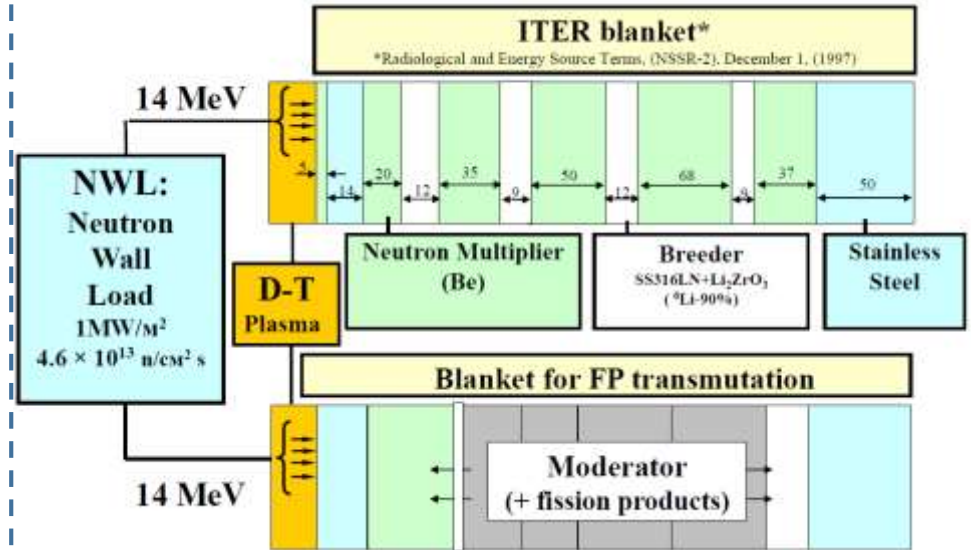 ITER blanket*
*Radiological and Energy Source Terms, (NSSR-2), December 1, (1997)
14 MeV
5
14
20
12
35
9
50
12
68
9
37
50
NWL:
Neutron
Wall
Load
1MW/м²
4.6 × 10¹³ n/см² s
D-T
Plasma
Neutron Multiplier
(Be)
Breeder
SS316LN+Li₂ZrO₃
( ⁶Li-90%)
Stainless
Steel
Blanket for FP transmutation
14 MeV
Moderator
(+ fission products)